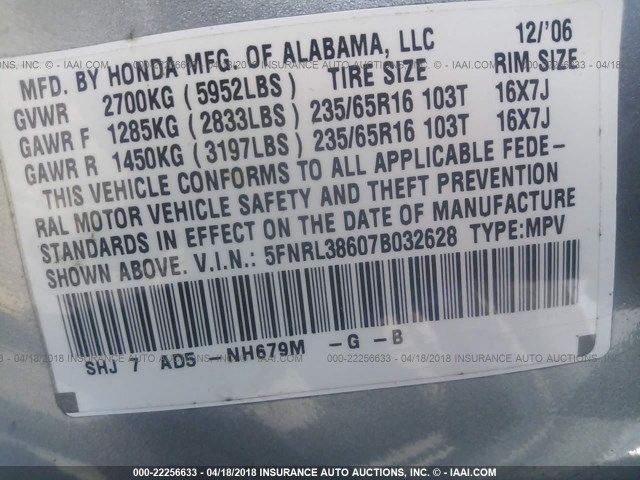 MFD. BY HONDA MFG. OF ALABAMA, LLC 12/'06
GVWR 2700KG (5952LBS) TIRE SIZE RIM SIZE
GAWR F 1285KG (2833LBS) 235/65R16 103T 16X7J
GAWR R 1450KG (3197LBS) 235/65R16 103T 16X7J
THIS VEHICLE CONFORMS TO ALL APPLICABLE FEDE-
RAL MOTOR VEHICLE SAFETY AND THEFT PREVENTION
STANDARDS IN EFFECT ON THE DATE OF MANUFACTURE
SHOWN ABOVE. V.I.N.: 5FNRL38607B032628 TYPE:MPV
SHJ 7 AD5 - NH679M -G -B
000-22256633 - 04/18/2018 INSURANCE AUTO AUCTIONS, INC. - © - IAAI.COM